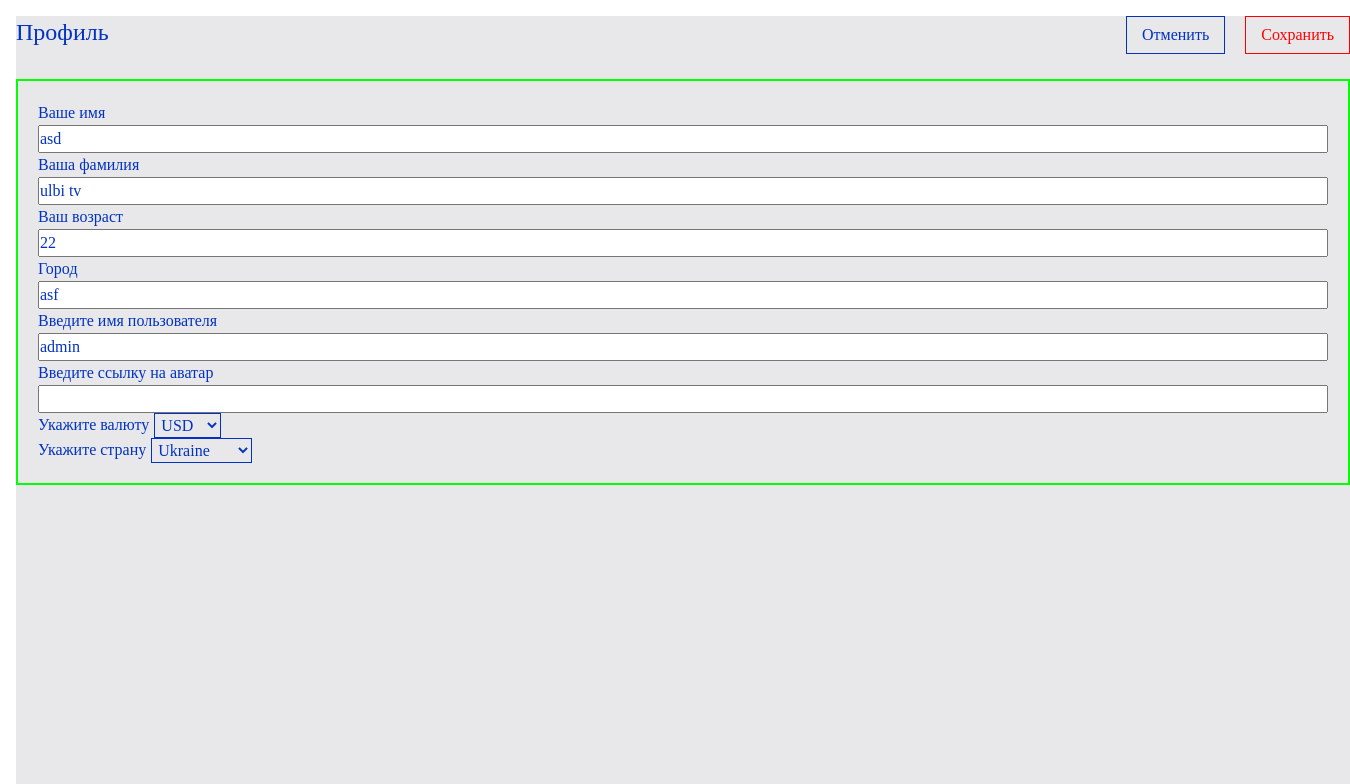 Профиль
Отменить
Сохранить
Ваше имя
asd
Ваша фамилия
ulbi tv
Ваш возраст
22
Город
asf
Введите имя пользователя
admin
Введите ссылку на аватар
Укажите валюту USD
Укажите страну Ukraine